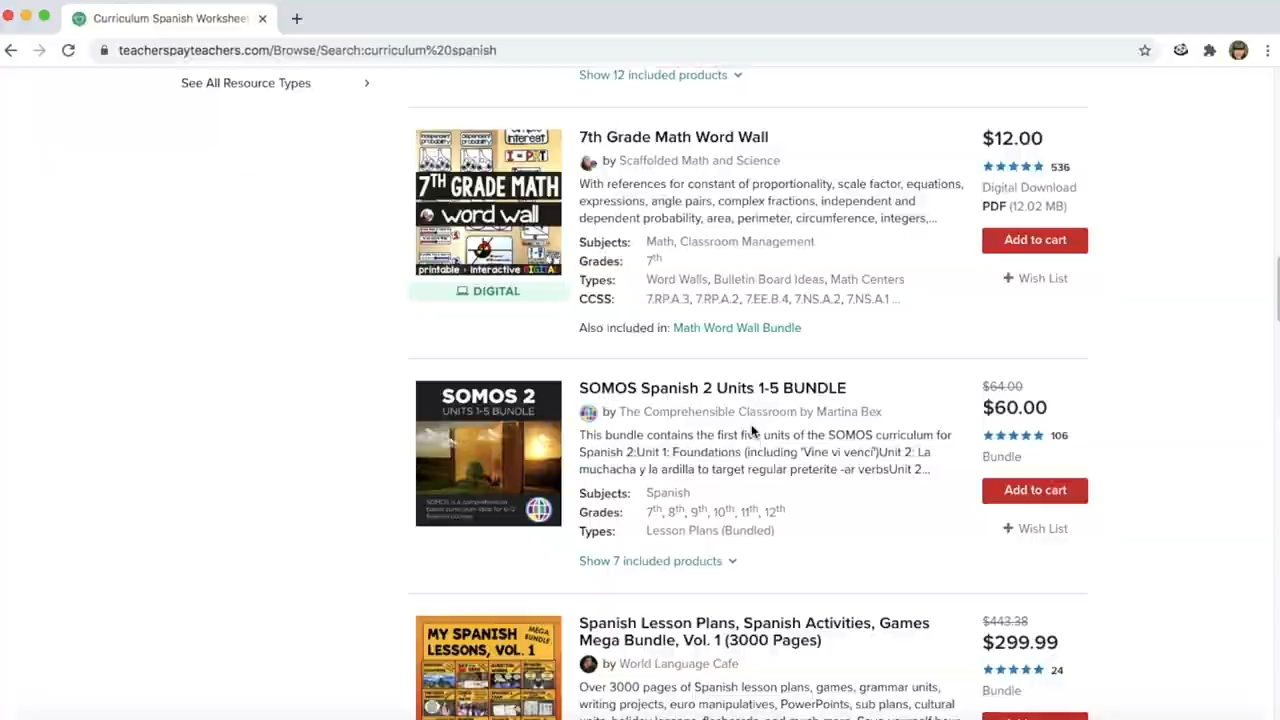 Curriculum Spanish Workshee
teacherspayteachers.com/Browse/Search:curriculum%20spanish
See All Resource Types
Show 12 included products
7TH GRADE MATH
word wall
printable + interactive DIGITAL
DIGITAL
7th Grade Math Word Wall
by Scaffolded Math and Science
With references for constant of proportionality, scale factor, equations,
expressions, angle pairs, complex fractions, independent and
dependent probability, area, perimeter, circumference, integers,...
Subjects: Math, Classroom Management
Grades: 7th
Types: Word Walls, Bulletin Board Ideas, Math Centers
CCSS: 7.RP.A.3, 7.RP.A.2, 7.EE.B.4, 7.NS.A.2, 7.NS.A.1 ...
Also included in: Math Word Wall Bundle
$12.00
536
Digital Download
PDF (12.02 MB)
Add to cart
+ Wish List
SOMOS 2
UNITS 1-5 BUNDLE
SOMOS Spanish 2 Units 1-5 BUNDLE
by The Comprehensible Classroom by Martina Bex
This bundle contains the first five units of the SOMOS curriculum for
Spanish 2:Unit 1: Foundations (including "Vine vi vencí")Unit 2: La
muchacha y la ardilla to target regular preterite -ar verbsUnit 2...
Subjects: Spanish
Grades: 7th, 8th, 9th, 10th, 11th, 12th
Types: Lesson Plans (Bundled)
Show 7 included products
$64.00
$60.00
106
Bundle
Add to cart
+ Wish List
MY SPANISH
LESSONS, VOL. 1
MEGA
BUNDLE
Spanish Lesson Plans, Spanish Activities, Games
Mega Bundle, Vol. 1 (3000 Pages)
by World Language Cafe
Over 3000 pages of Spanish lesson plans, games, grammar units,
writing projects, euro manipulatives, PowerPoints, sub plans, cultural
$443.38
$299.99
24
Bundle